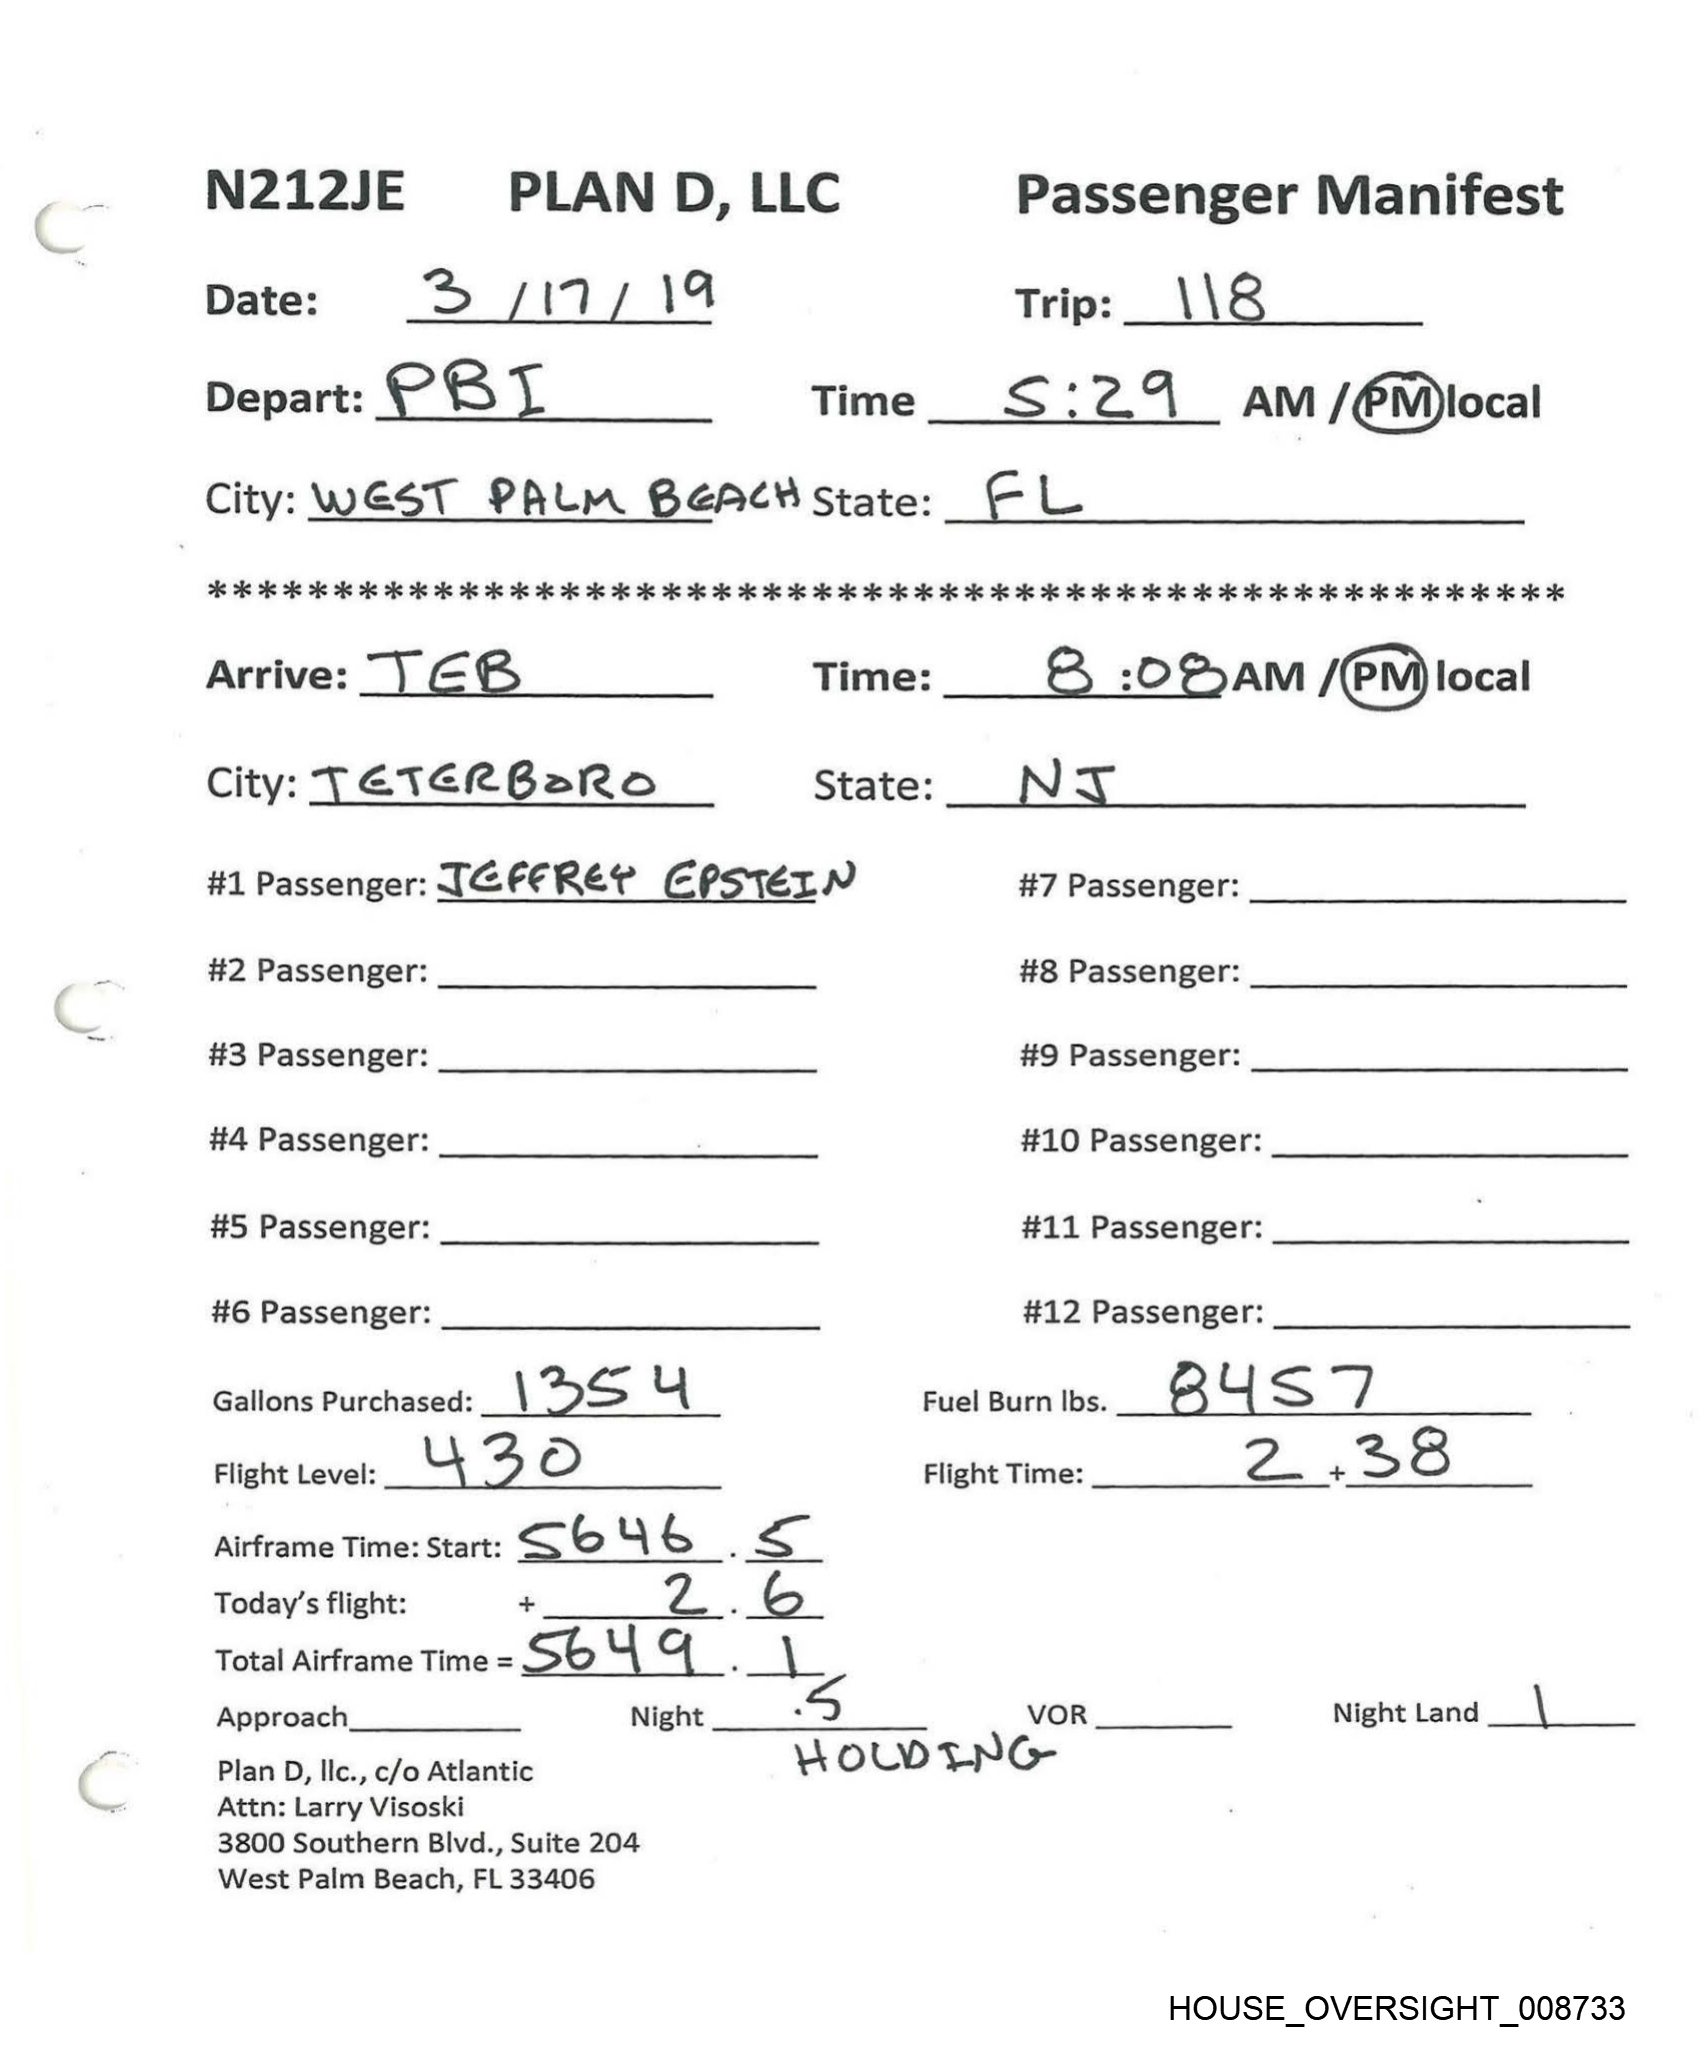 N212JE PLAN D, LLC Passenger Manifest
Date: 3 / 17 / 19 Trip: 118
Depart: PBI Time 5:29 AM / PM local
City: WEST PALM BEACH State: FL
******************************************************
Arrive: TEB Time: 8:08 AM / PM local
City: TETERBORO State: NJ
#1 Passenger: JEFFREY EPSTEIN #7 Passenger:
#2 Passenger: #8 Passenger:
#3 Passenger: #9 Passenger:
#4 Passenger: #10 Passenger:
#5 Passenger: #11 Passenger:
#6 Passenger: #12 Passenger:
Gallons Purchased: 1354 Fuel Burn lbs. 8457
Flight Level: 430 Flight Time: 2 + 38
Airframe Time: Start: 5646 . 5
Today's flight: + 2 . 6
Total Airframe Time = 5649 . 1
Approach Night .5 VOR Night Land 1
HOLDING
Plan D, llc., c/o Atlantic
Attn: Larry Visoski
3800 Southern Blvd., Suite 204
West Palm Beach, FL 33406
HOUSE_OVERSIGHT_008733